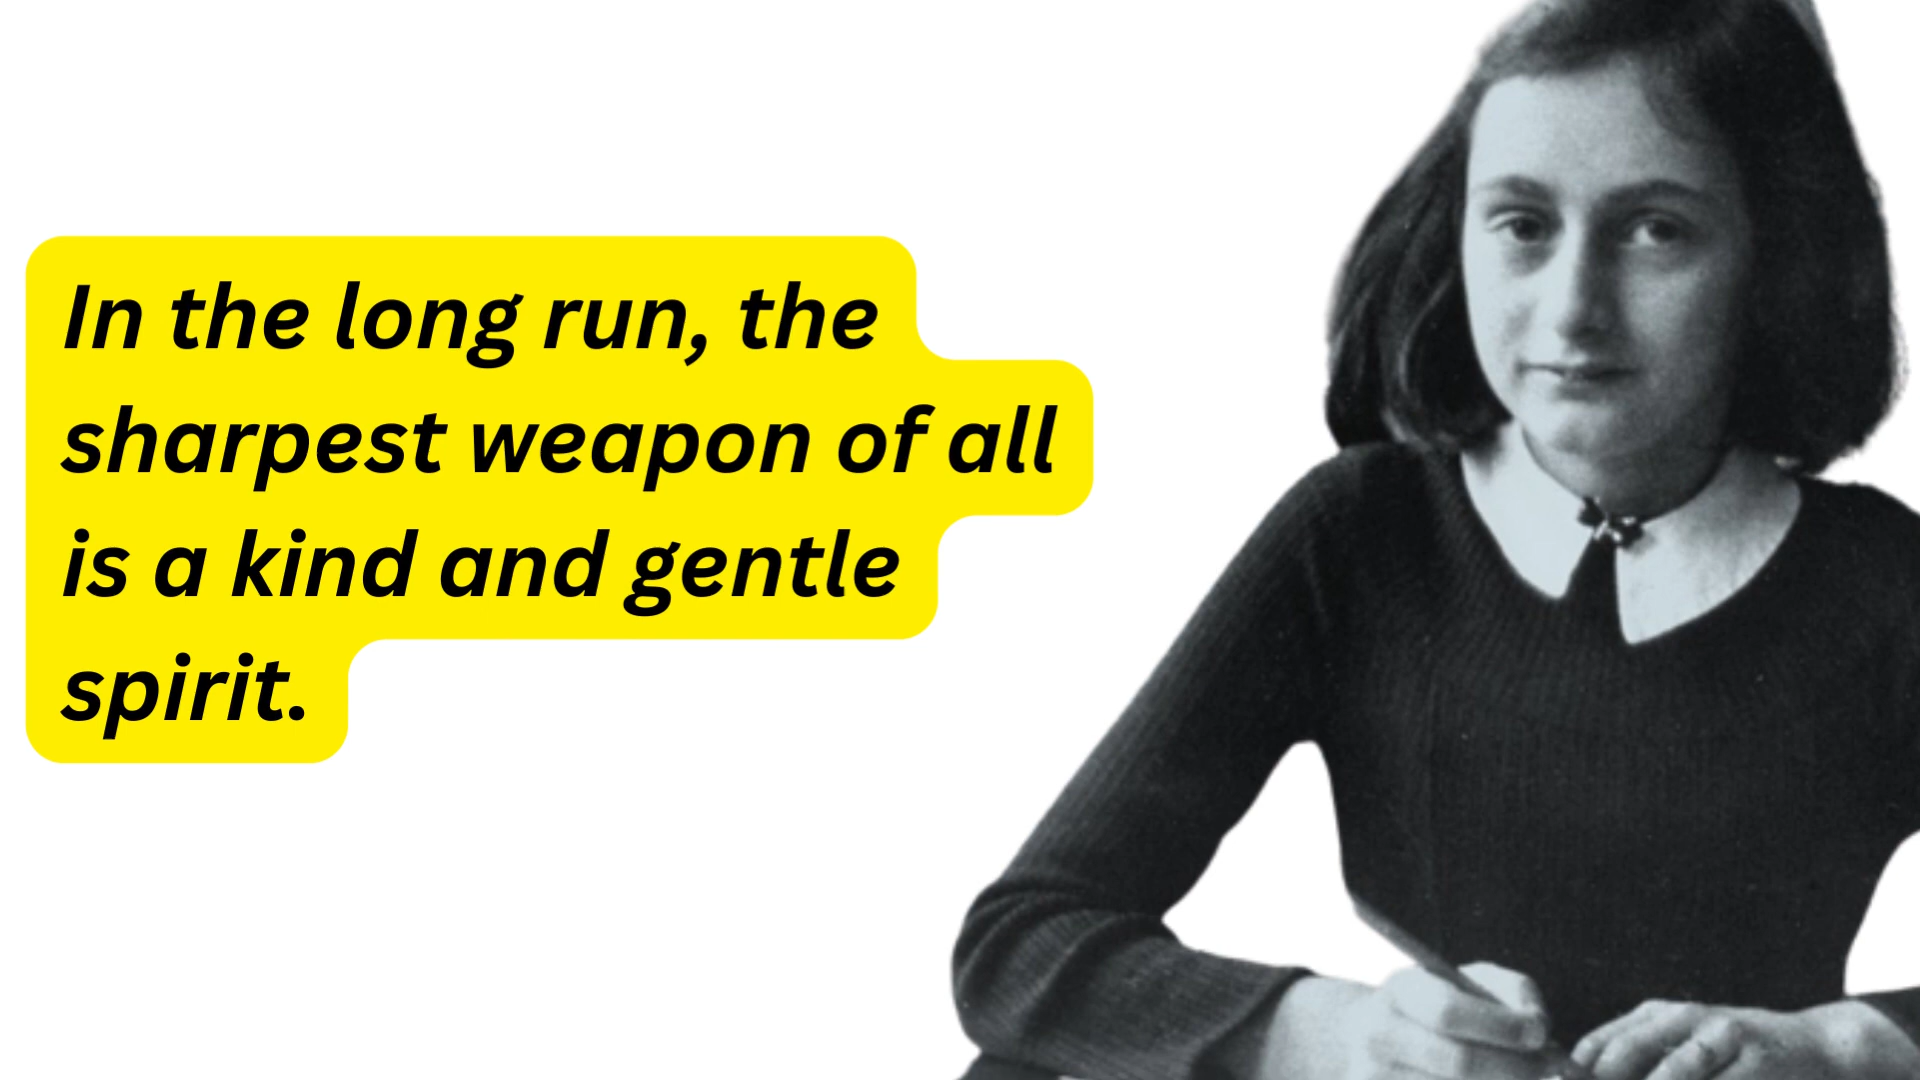 In the long run, the
sharpest weapon of all
is a kind and gentle
spirit.